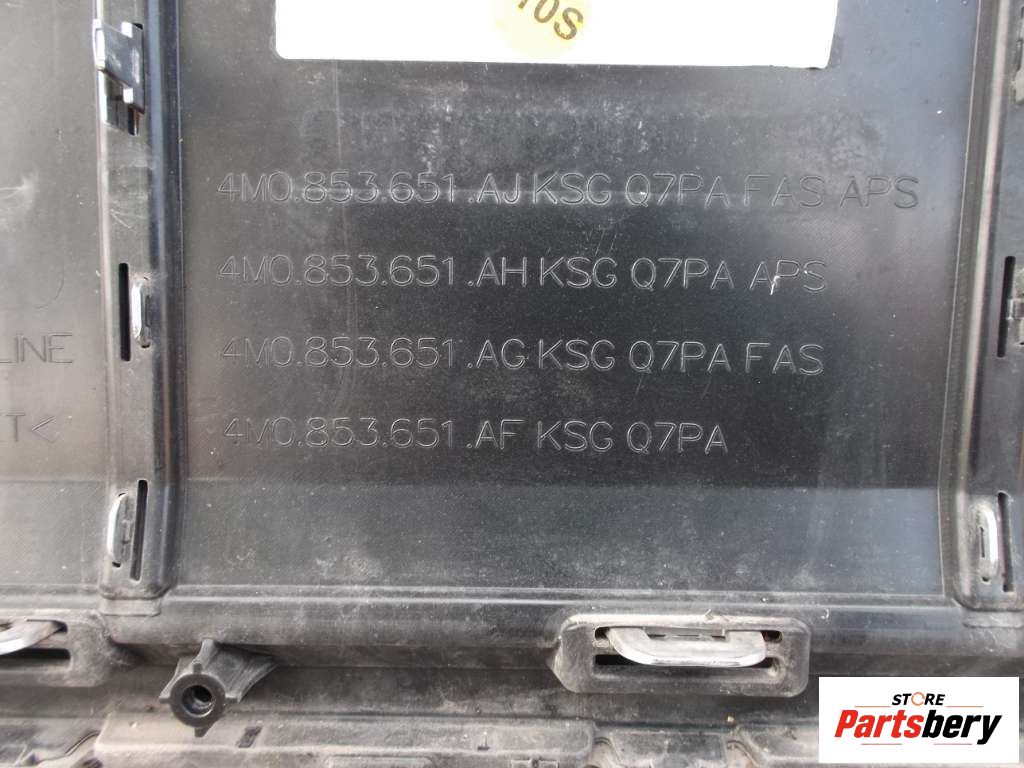 10S
4M0.853.651.AJ KSG Q7PA FAS APS
4M0.853.651.AH KSG Q7PA APS
4M0.853.651.AG KSG Q7PA FAS
4M0.853.651.AF KSG Q7PA
LINE
T<
STORE
Partsbery